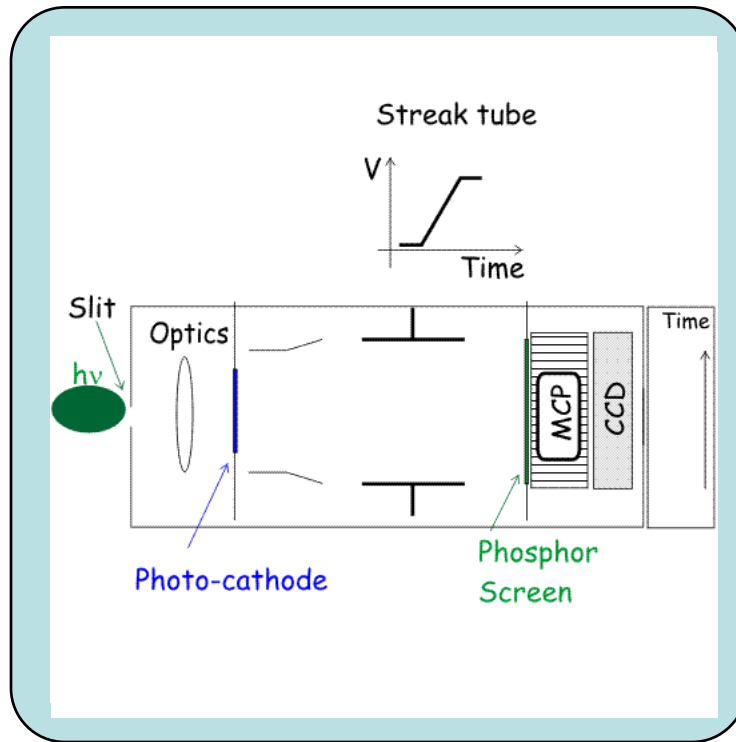 Streak tube
V
Time
Slit
Optics
Time
hν
MCP
CCD
Phosphor
Screen
Photo-cathode